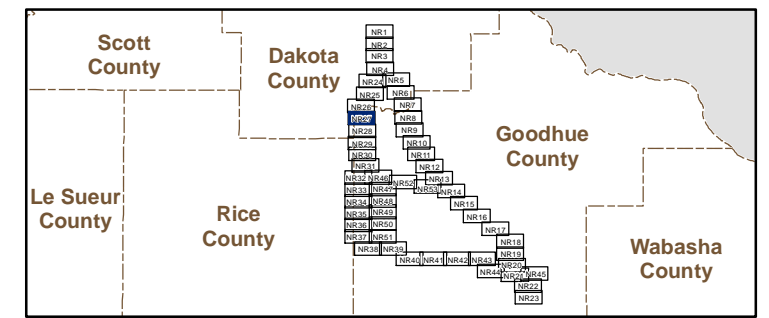 Scott
County
Dakota
County
Goodhue
County
Le Sueur
County
Rice
County
Wabasha
County
NR1
NR2
NR3
NR4
NR24
NR5
NR25
NR6
NR26
NR7
NR27
NR8
NR28
NR9
NR29
NR10
NR30
NR11
NR31
NR12
NR32
NR46
NR52
NR13
NR33
NR47
NR53
NR14
NR34
NR48
NR15
NR35
NR49
NR16
NR36
NR50
NR17
NR37
NR51
NR18
NR38
NR39
NR19
NR40
NR41
NR42
NR43
NR20
NR44
NR21
NR45
NR22
NR23